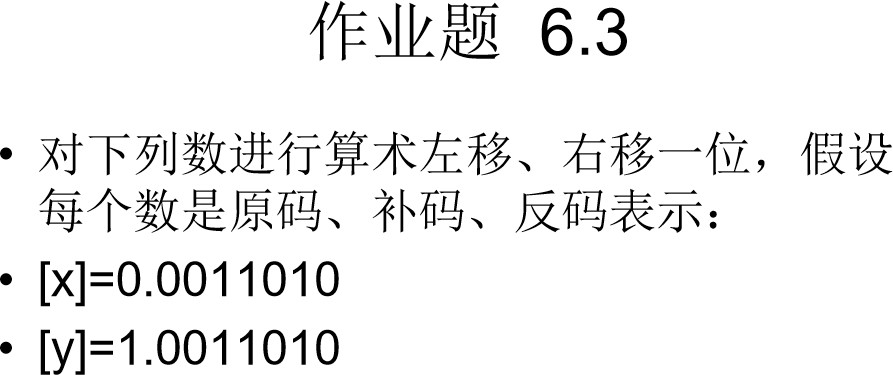 作业题 6.3
• 对下列数进行算术左移、右移一位，假设
每个数是原码、补码、反码表示：
• [x]=0.0011010
• [y]=1.0011010